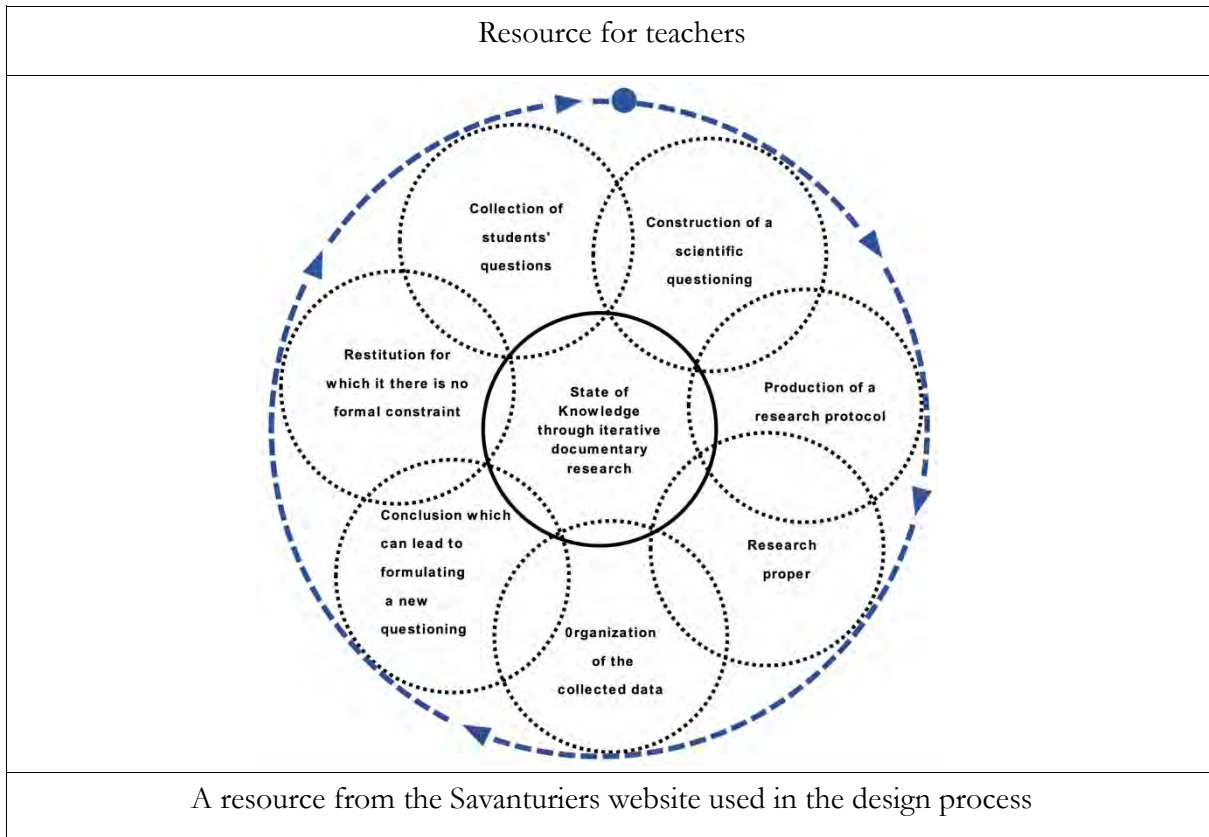 Resource for teachers
Collection of
students'
questions
Construction of a
scientific
questioning
Production of a
research protocol
Research
proper
0rganization
of the
collected data
Conclusion which
can lead to
formulating
a new
questioning
Restitution for
which it there is no
formal constraint
State of
Knowledge
through iterative
documentary
research
A resource from the Savanturiers website used in the design process